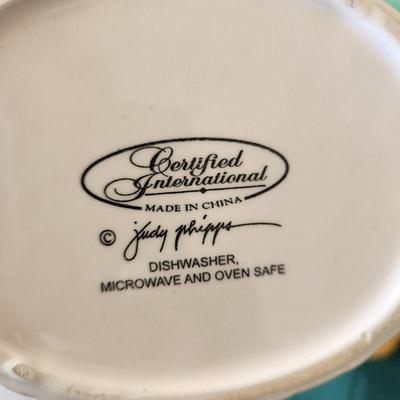 Certified
International
MADE IN CHINA
© judy phipps
DISHWASHER,
MICROWAVE AND OVEN SAFE